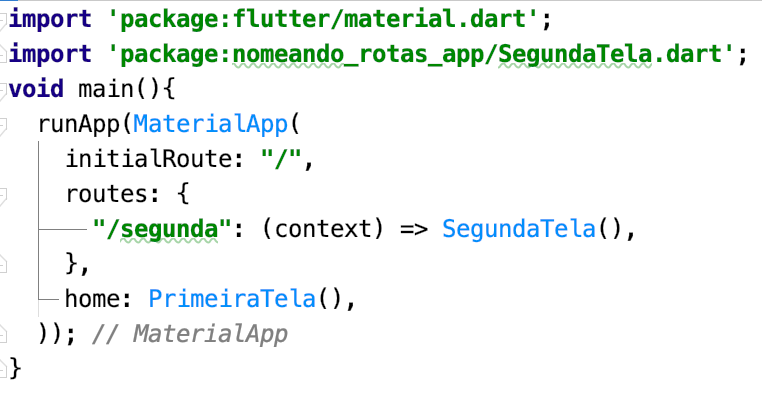 import 'package:flutter/material.dart';
import 'package:nomeando_rotas_app/SegundaTela.dart';
void main(){
  runApp(MaterialApp(
    initialRoute: "/",
    routes: {
      "/segunda": (context) => SegundaTela(),
    },
    home: PrimeiraTela(),
  )); // MaterialApp
}